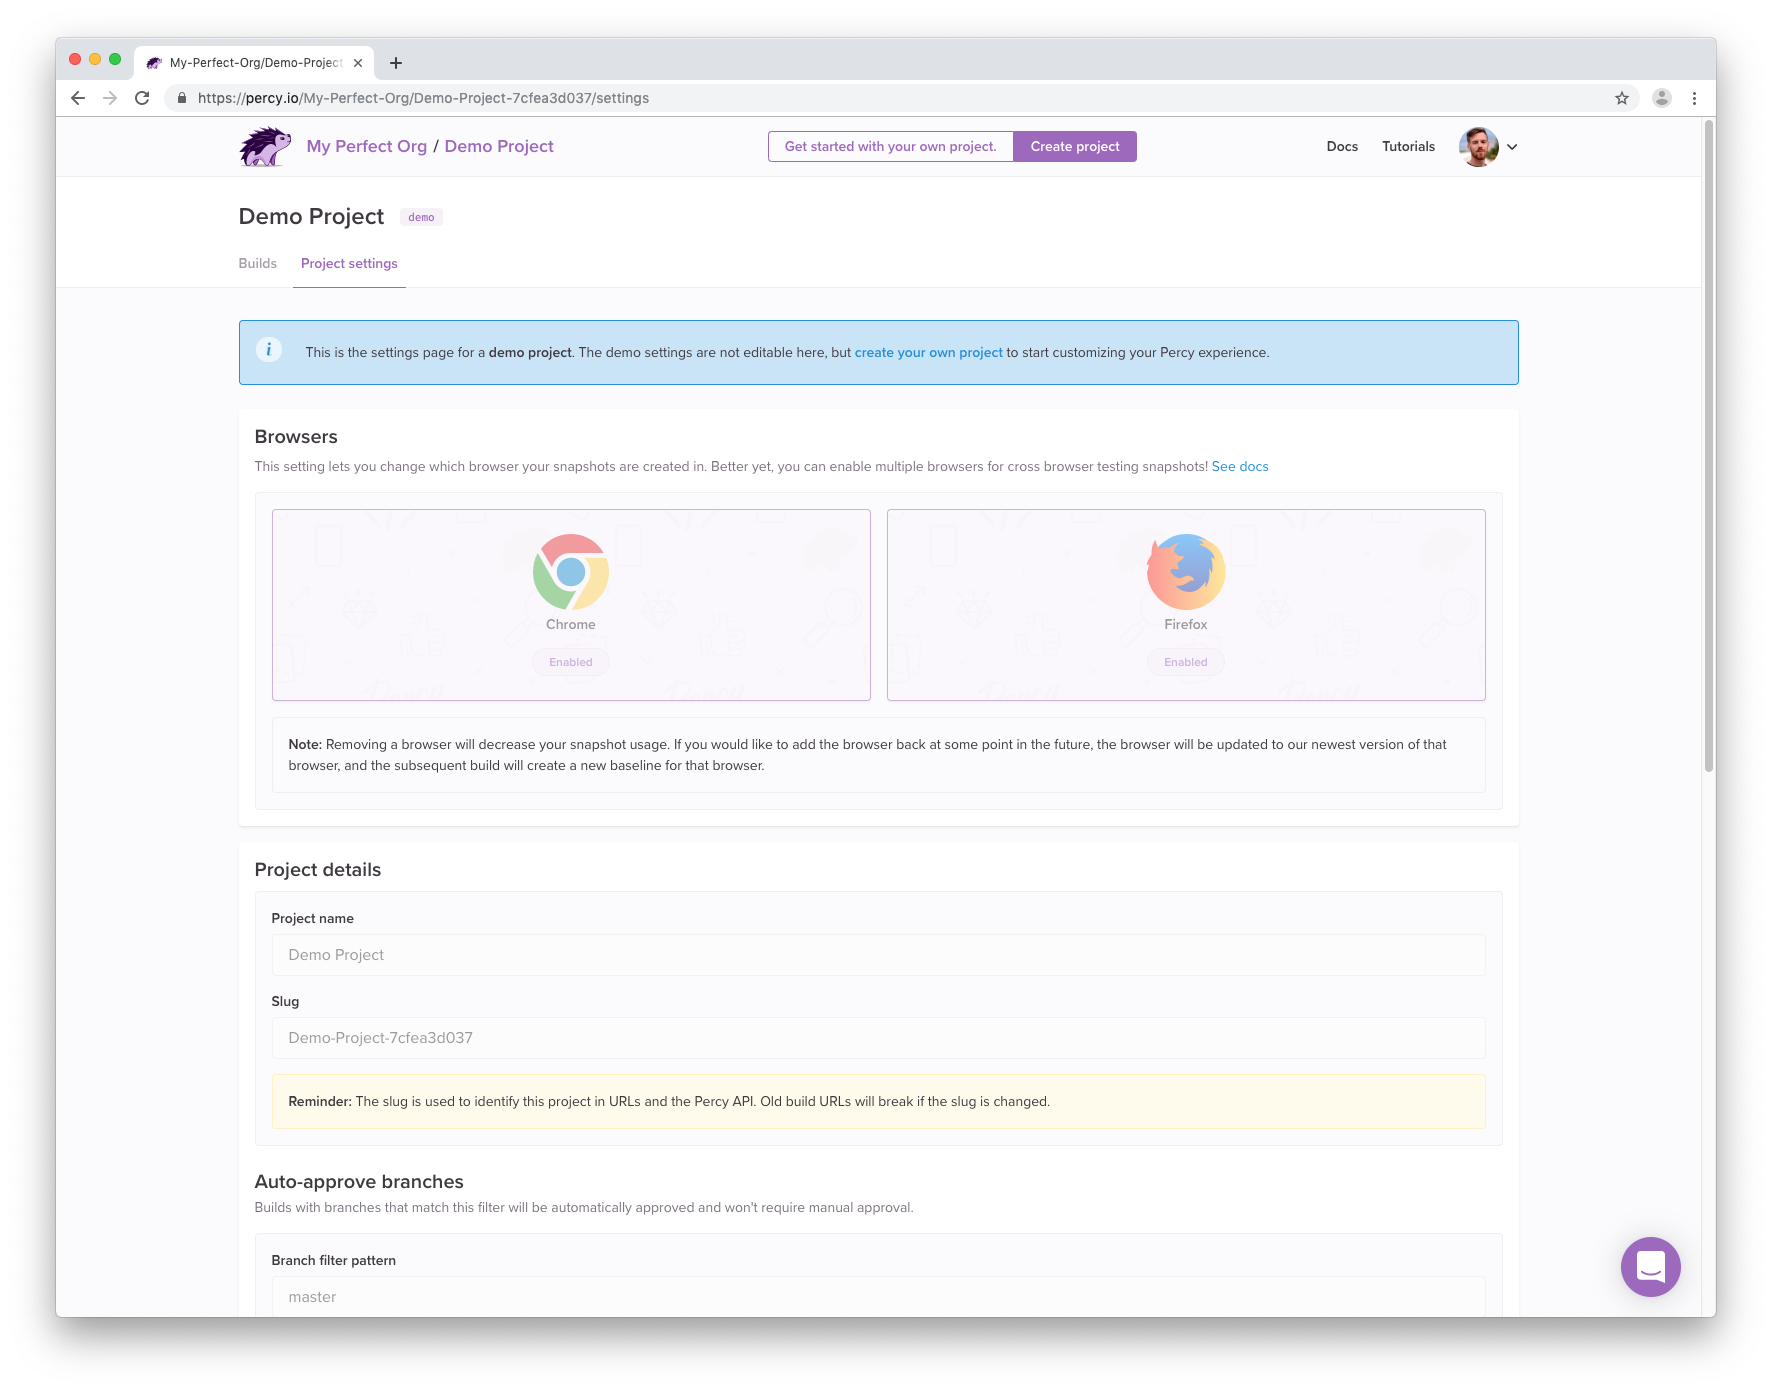 My-Perfect-Org/Demo-Project
https://percy.io/My-Perfect-Org/Demo-Project-7cfea3d037/settings
My Perfect Org / Demo Project
Get started with your own project. Create project
Docs Tutorials
Demo Project demo
Builds Project settings
This is the settings page for a demo project. The demo settings are not editable here, but create your own project to start customizing your Percy experience.
Browsers
This setting lets you change which browser your snapshots are created in. Better yet, you can enable multiple browsers for cross browser testing snapshots! See docs
Chrome
Enabled
Firefox
Enabled
Note: Removing a browser will decrease your snapshot usage. If you would like to add the browser back at some point in the future, the browser will be updated to our newest version of that
browser, and the subsequent build will create a new baseline for that browser.
Project details
Project name
Demo Project
Slug
Demo-Project-7cfea3d037
Reminder: The slug is used to identify this project in URLs and the Percy API. Old build URLs will break if the slug is changed.
Auto-approve branches
Builds with branches that match this filter will be automatically approved and won't require manual approval.
Branch filter pattern
master